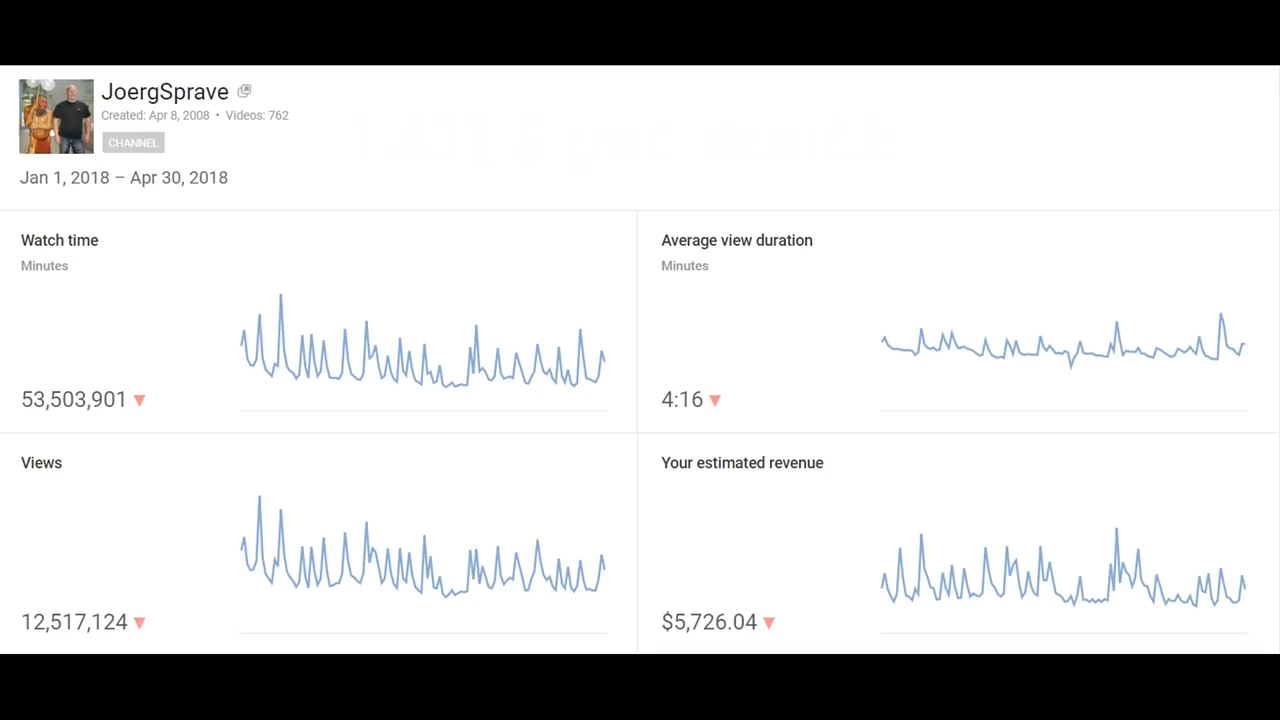 JoergSprave
Created: Apr 8, 2008 • Videos: 762
CHANNEL
Jan 1, 2018 – Apr 30, 2018
Watch time
Minutes
53,503,901
Average view duration
Minutes
4:16
Views
12,517,124
Your estimated revenue
$5,726.04